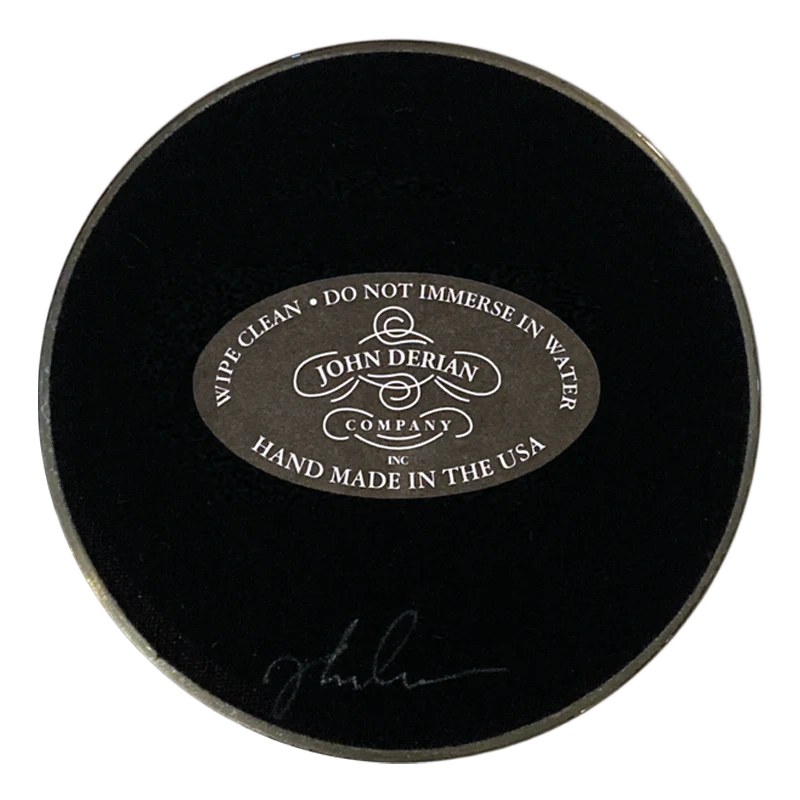 WIPE CLEAN • DO NOT IMMERSE IN WATER
JOHN DERIAN
COMPANY
INC
HAND MADE IN THE USA